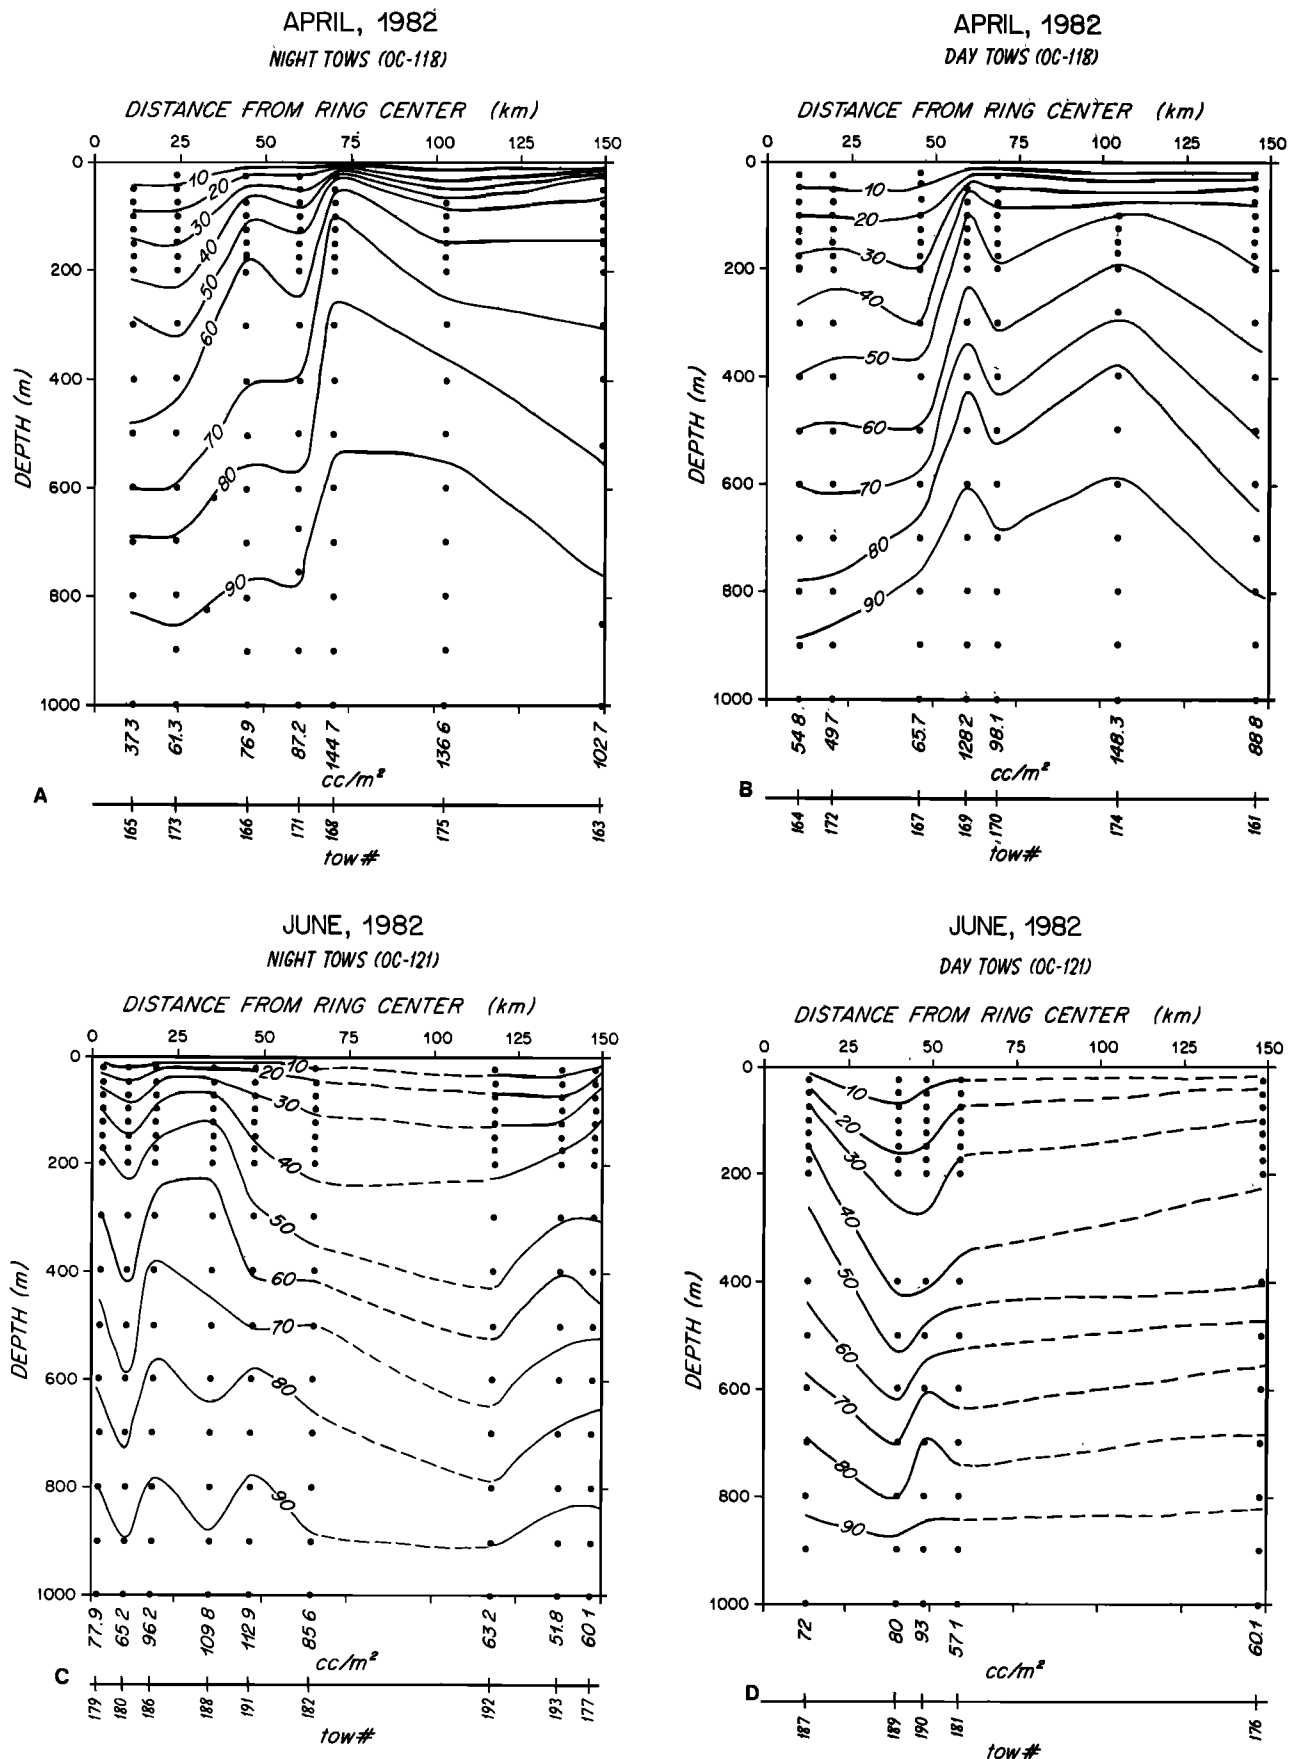 APRIL, 1982
NIGHT TOWS (OC-118)
DISTANCE FROM RING CENTER (km)
0 25 50 75 100 125 150
0
200
400
600
800
1000
DEPTH (m)
10
20
30
40
50
60
70
80
90
37.3 61.3 76.9 87.2 144.7 136.6 102.7
cc/m²
A
165 173 166 171 168 175 163
tow#
APRIL, 1982
DAY TOWS (OC-118)
DISTANCE FROM RING CENTER (km)
0 25 50 75 100 125 150
0
200
400
600
800
1000
DEPTH (m)
10
20
30
40
50
60
70
80
90
54.8 49.7 65.7 128.2 98.1 148.3 88.8
cc/m²
B
164 172 167 169 170 174 161
tow#
JUNE, 1982
NIGHT TOWS (OC-121)
DISTANCE FROM RING CENTER (km)
0 25 50 75 100 125 150
0
200
400
600
800
1000
DEPTH (m)
10
20
30
40
50
60
70
80
90
77.9 65.2 96.2 109.8 112.9 85.6 63.2 51.8 60.1
cc/m²
C
179 180 186 188 191 182 192 193 177
tow#
JUNE, 1982
DAY TOWS (OC-121)
DISTANCE FROM RING CENTER (km)
0 25 50 75 100 125 150
0
200
400
600
800
1000
DEPTH (m)
10
20
30
40
50
60
70
80
90
72 80 93 57.1 60.1
cc/m²
D
187 189 190 181 176
tow#